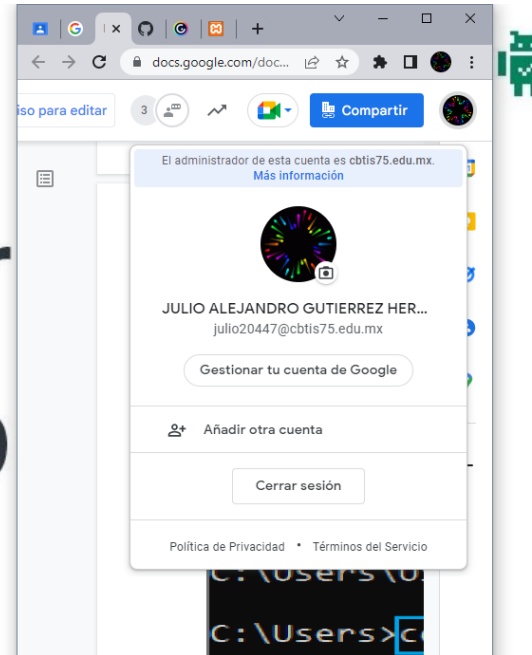 docs.google.com/doc...
iso para editar
3
Compartir
El administrador de esta cuenta es cbtis75.edu.mx.
Más información
JULIO ALEJANDRO GUTIERREZ HER...
julio20447@cbtis75.edu.mx
Gestionar tu cuenta de Google
Añadir otra cuenta
Cerrar sesión
Política de Privacidad • Términos del Servicio
C:\Users\
C:\Users>c